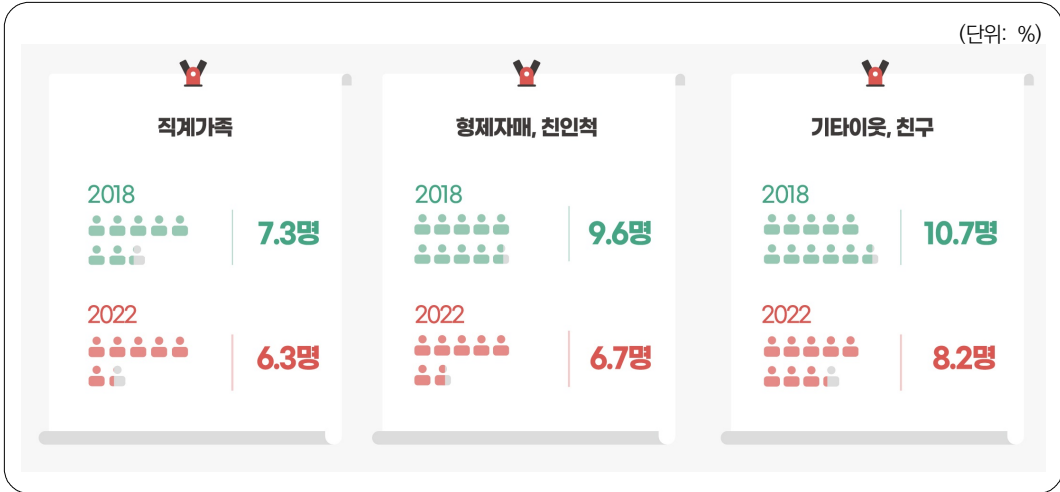 (단위: %)
직계가족
2018
7.3명
2022
6.3명
형제자매, 친인척
2018
9.6명
2022
6.7명
기타이웃, 친구
2018
10.7명
2022
8.2명